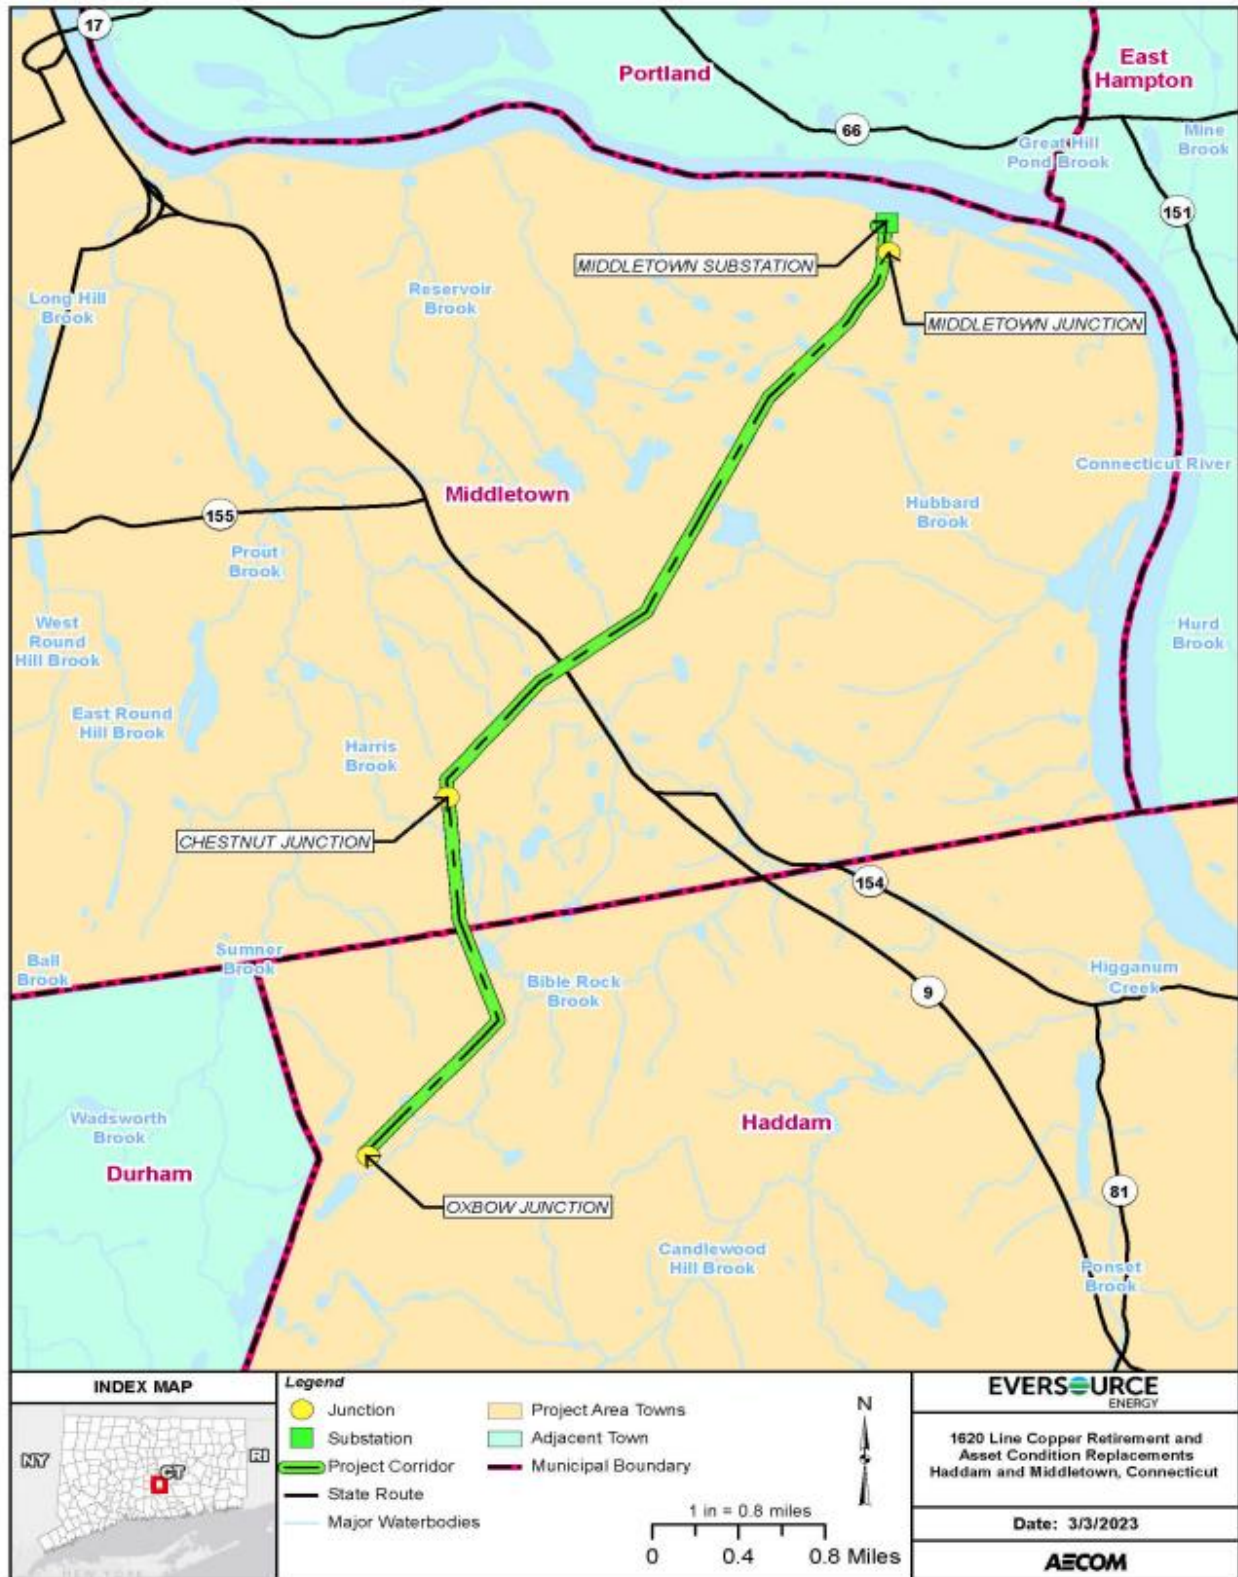 17
Portland
East
Hampton
66
Great Hill
Pond Brook
Mine
Brook
151
MIDDLETOWN SUBSTATION
Long Hill
Brook
Reservoir
Brook
MIDDLETOWN JUNCTION
Connecticut River
Middletown
Hubbard
Brook
155
Prout
Brook
West
Round
Hill Brook
Hurd
Brook
East Round
Hill Brook
Harris
Brook
CHESTNUT JUNCTION
154
Ball
Brook
Sumner
Brook
Bible Rock
Brook
Higganum
Creek
9
Wadsworth
Brook
Haddam
Durham
81
OXBOW JUNCTION
Candlewood
Hill Brook
Ponset
Brook
INDEX MAP
NY
CT
RI
NEW YORK
Legend
Junction
Substation
Project Corridor
State Route
Major Waterbodies
Project Area Towns
Adjacent Town
Municipal Boundary
N
1 in = 0.8 miles
0 0.4 0.8 Miles
EVERSOURCE
ENERGY
1620 Line Copper Retirement and
Asset Condition Replacements
Haddam and Middletown, Connecticut
Date: 3/3/2023
AECOM